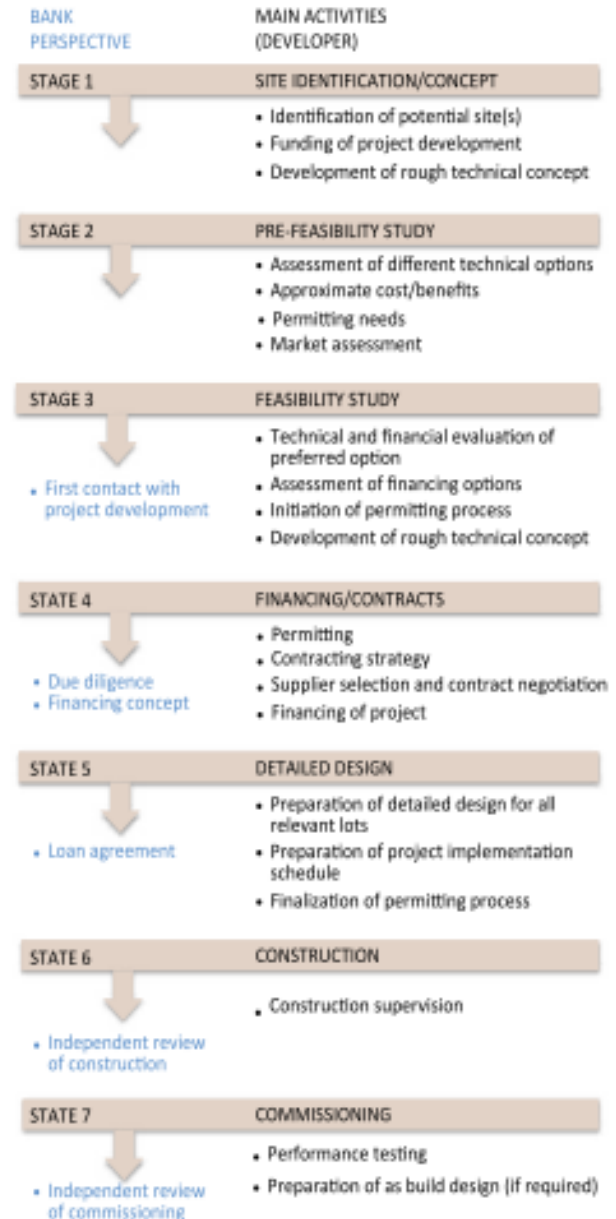 BANK
PERSPECTIVE
MAIN ACTIVITIES
(DEVELOPER)
STAGE 1
SITE IDENTIFICATION/CONCEPT
• Identification of potential site(s)
• Funding of project development
• Development of rough technical concept
STAGE 2
PRE-FEASIBILITY STUDY
• Assessment of different technical options
• Approximate cost/benefits
• Permitting needs
• Market assessment
STAGE 3
FEASIBILITY STUDY
• First contact with
project development
• Technical and financial evaluation of
preferred option
• Assessment of financing options
• Initiation of permitting process
• Development of rough technical concept
STATE 4
FINANCING/CONTRACTS
• Due diligence
• Financing concept
• Permitting
• Contracting strategy
• Supplier selection and contract negotiation
• Financing of project
STATE 5
DETAILED DESIGN
• Loan agreement
• Preparation of detailed design for all
relevant lots
• Preparation of project implementation
schedule
• Finalization of permitting process
STATE 6
CONSTRUCTION
• Independent review
of construction
• Construction supervision
STATE 7
COMMISSIONING
• Independent review
of commissioning
• Performance testing
• Preparation of as build design (if required)